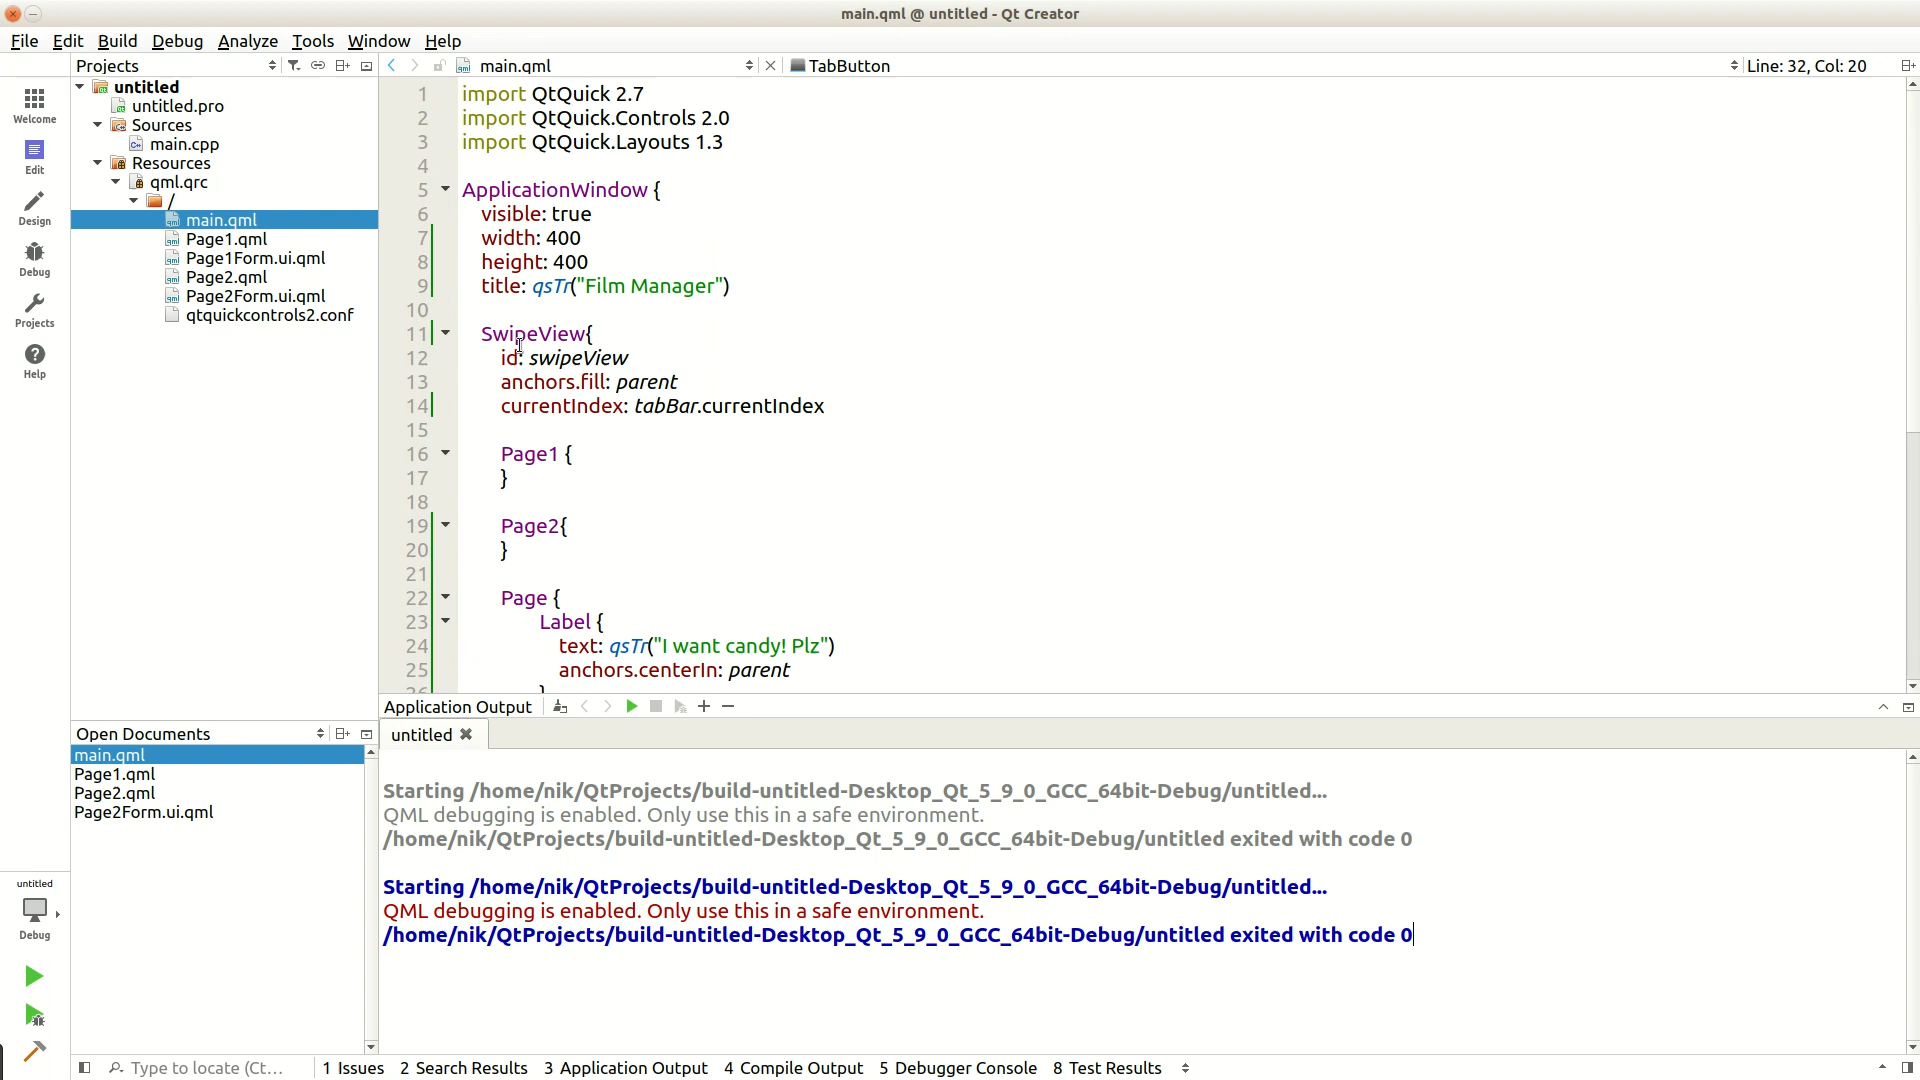 main.qml @ untitled - Qt Creator
File Edit Build Debug Analyze Tools Window Help
Projects
main.qml
TabButton
Line: 32, Col: 20
Welcome
Edit
Design
Debug
Projects
Help
untitled
untitled.pro
Sources
main.cpp
Resources
qml.qrc
/
main.qml
Page1.qml
Page1Form.ui.qml
Page2.qml
Page2Form.ui.qml
qtquickcontrols2.conf
1 import QtQuick 2.7
2 import QtQuick.Controls 2.0
3 import QtQuick.Layouts 1.3
4
5 ApplicationWindow {
6 visible: true
7 width: 400
8 height: 400
9 title: qsTr("Film Manager")
10
11 SwipeView{
12 id: swipeView
13 anchors.fill: parent
14 currentIndex: tabBar.currentIndex
15
16 Page1 {
17 }
18
19 Page2{
20 }
21
22 Page {
23 Label {
24 text: qsTr("I want candy! Plz")
25 anchors.centerIn: parent
26 }
Open Documents
main.qml
Page1.qml
Page2.qml
Page2Form.ui.qml
Application Output
untitled
Starting /home/nik/QtProjects/build-untitled-Desktop_Qt_5_9_0_GCC_64bit-Debug/untitled...
QML debugging is enabled. Only use this in a safe environment.
/home/nik/QtProjects/build-untitled-Desktop_Qt_5_9_0_GCC_64bit-Debug/untitled exited with code 0
Starting /home/nik/QtProjects/build-untitled-Desktop_Qt_5_9_0_GCC_64bit-Debug/untitled...
QML debugging is enabled. Only use this in a safe environment.
/home/nik/QtProjects/build-untitled-Desktop_Qt_5_9_0_GCC_64bit-Debug/untitled exited with code 0
untitled
Debug
Type to locate (Ct...
1 Issues 2 Search Results 3 Application Output 4 Compile Output 5 Debugger Console 8 Test Results